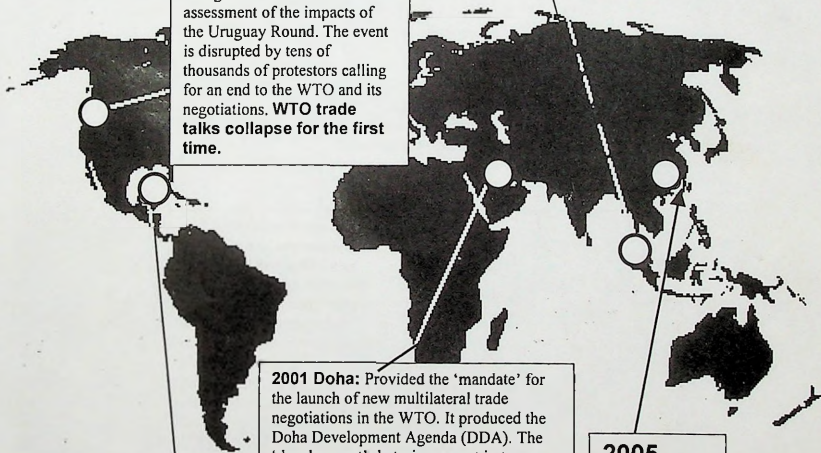 assessment of the impacts of
the Uruguay Round. The event
is disrupted by tens of
thousands of protestors calling
for an end to the WTO and its
negotiations. WTO trade
talks collapse for the first
time.
2001 Doha: Provided the 'mandate' for
the launch of new multilateral trade
negotiations in the WTO. It produced the
Doha Development Agenda (DDA). The
2005